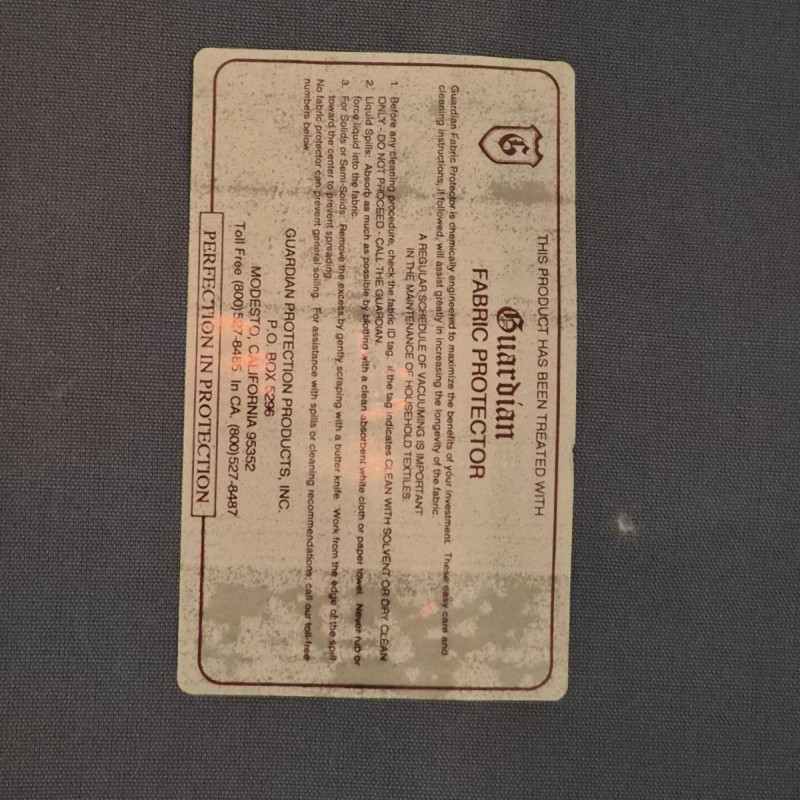 G
THIS PRODUCT HAS BEEN TREATED WITH
Guardian
FABRIC PROTECTOR
Guardian Fabric Protector is chemically engineered to maximize the benefits of your investment. These easy care and
cleaning instructions, if followed, will assist greatly in increasing the longevity of the fabric.
A REGULAR SCHEDULE OF VACUUMING IS IMPORTANT
IN THE MAINTENANCE OF HOUSEHOLD TEXTILES.
1. Before any cleaning procedure, check the fabric ID tag. If the tag indicates CLEAN WITH SOLVENT OR DRY CLEAN
ONLY - DO NOT PROCEED - CALL THE GUARDIAN.
2. Liquid Spills: Absorb as much as possible by blotting with a clean absorbent white cloth or paper towel. Never rub or
force liquid into the fabric.
3. For Solids or Semi-Solids: Remove the excess by gently scraping with a butter knife. Work from the edge of the spill
toward the center to prevent spreading.
No fabric protector can prevent general soiling. For assistance with spills or cleaning recommendations, call our toll-free
numbers below.
GUARDIAN PROTECTION PRODUCTS, INC.
P.O. BOX 5296
MODESTO, CALIFORNIA 95352
Toll Free (800)527-8485 In CA. (800)527-8487
PERFECTION IN PROTECTION